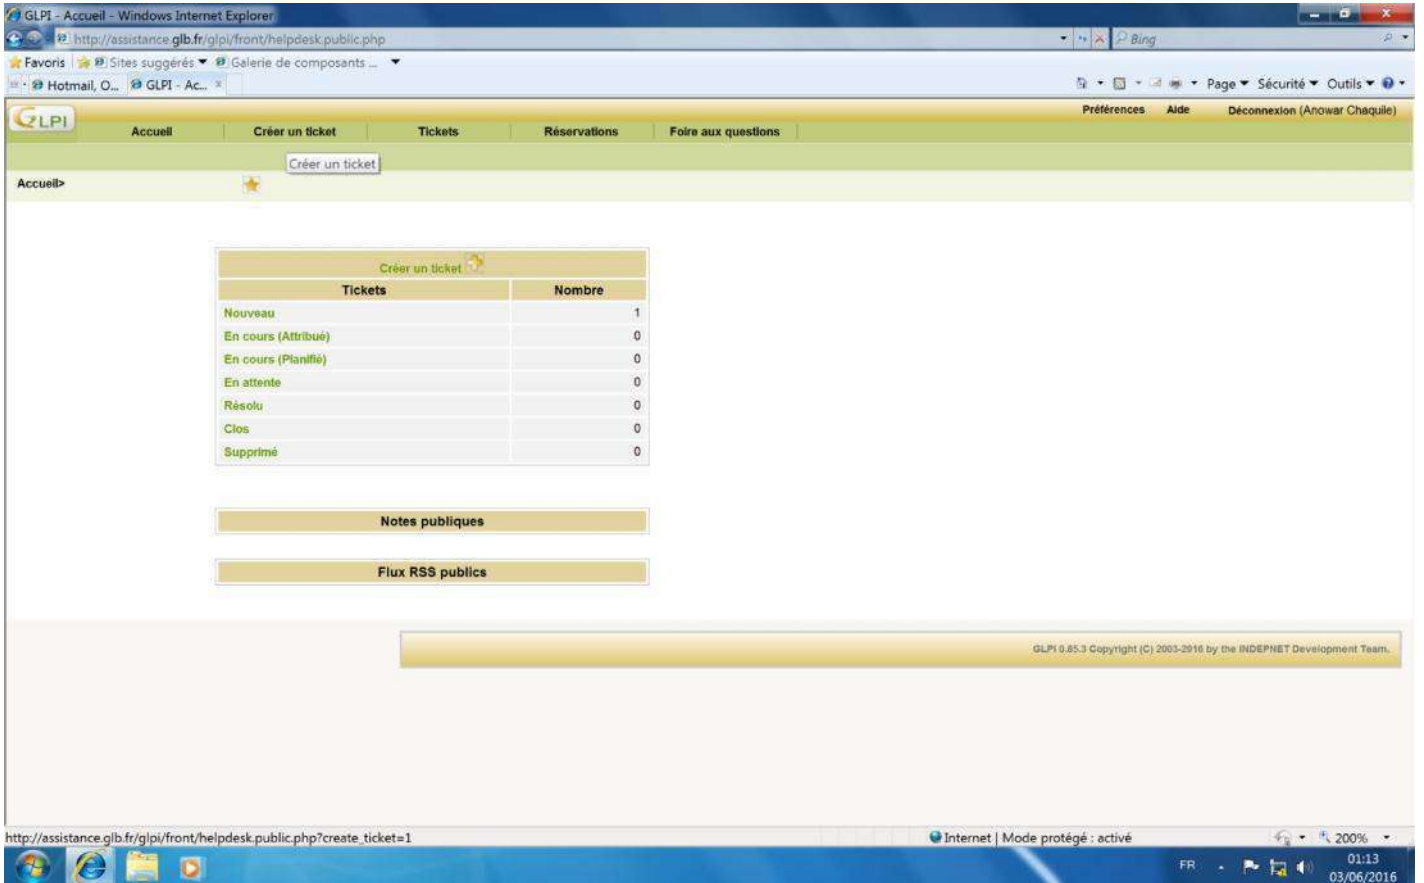 GLPI - Accueil - Windows Internet Explorer
http://assistance.glb.fr/glpi/front/helpdesk.public.php
Bing
Favoris Sites suggérés Galerie de composants ...
Hotmail, O... GLPI - Ac... Page Sécurité Outils
GLPI
Préférences Aide Déconnexion (Anowar Chaquile)
Accueil Créer un ticket Tickets Réservations Foire aux questions
Créer un ticket
Accueil>
Créer un ticket
Tickets Nombre
Nouveau 1
En cours (Attribué) 0
En cours (Planifié) 0
En attente 0
Résolu 0
Clos 0
Supprimé 0
Notes publiques
Flux RSS publics
GLPI 0.85.3 Copyright (C) 2003-2016 by the INDEPNET Development Team.
http://assistance.glb.fr/glpi/front/helpdesk.public.php?create_ticket=1 Internet | Mode protégé : activé 200%
FR 01:13
03/06/2016